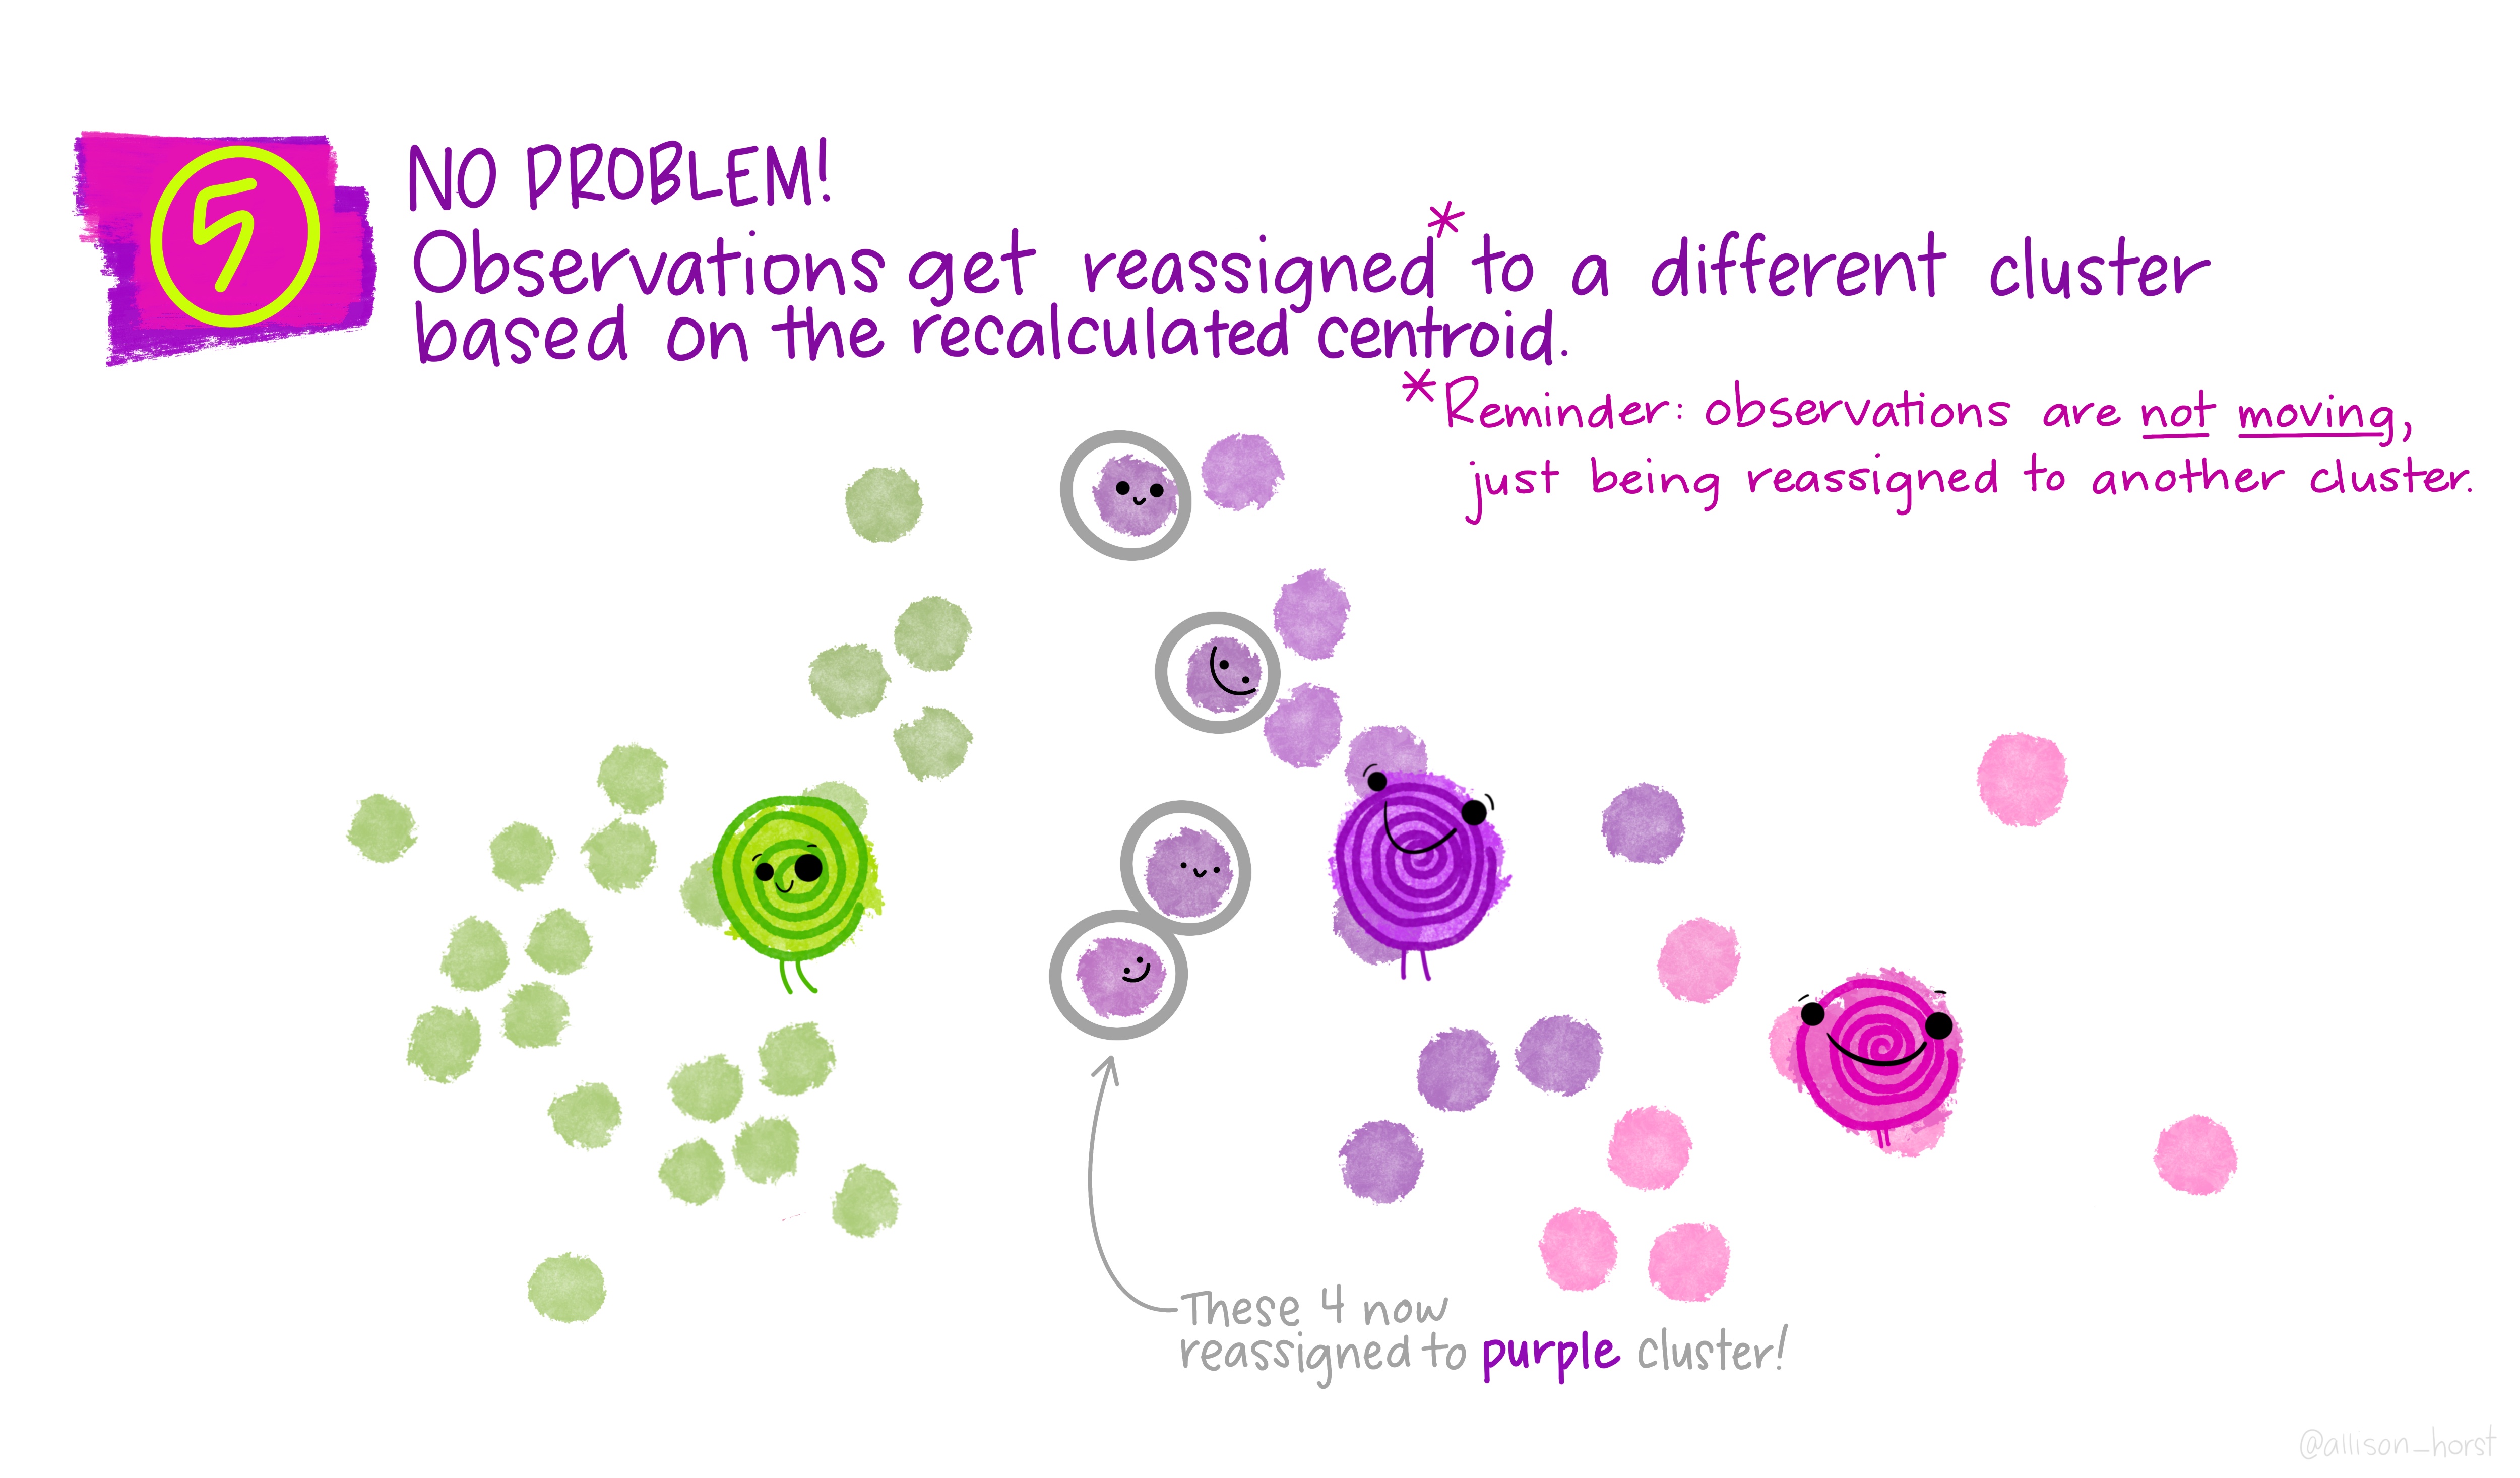 5
NO PROBLEM!
Observations get reassigned* to a different cluster
based on the recalculated centroid.
*Reminder: observations are not moving,
just being reassigned to another cluster.
These 4 now
reassigned to purple cluster!
@allison_horst